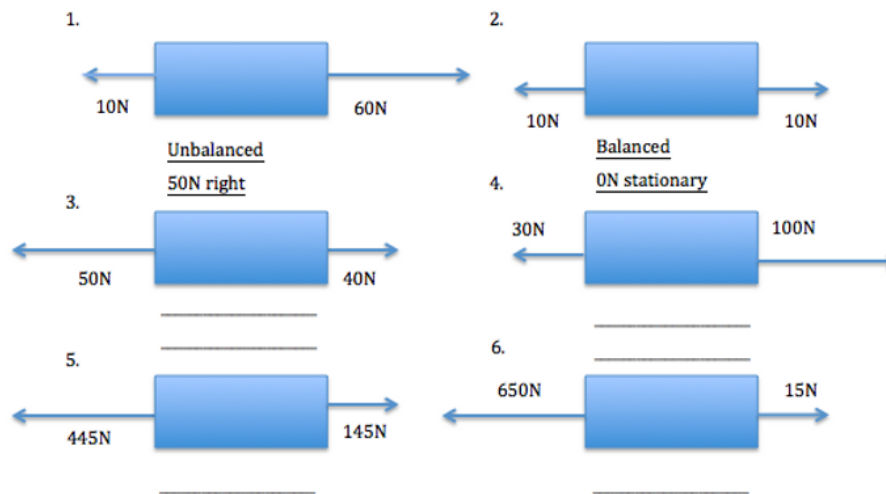 1.
2.
10N
60N
10N
10N
Unbalanced
50N right
Balanced
0N stationary
3.
4.
50N
40N
30N
100N
5.
6.
445N
145N
650N
15N